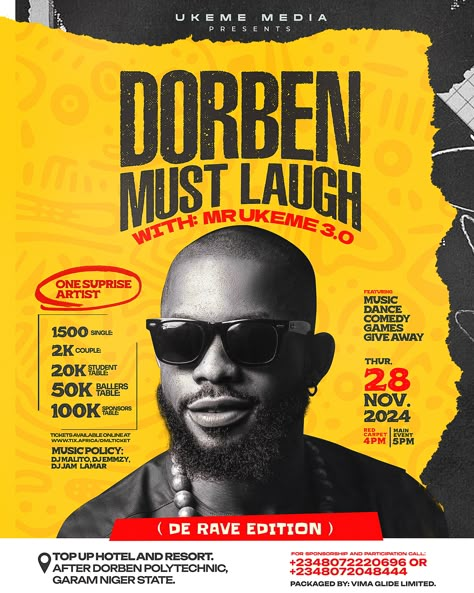 UKEME MEDIA
PRESENTS
DORBEN
MUST LAUGH
WITH: MR UKEME 3.0
ONE SUPRISE
ARTIST
1500 SINGLE:
2K COUPLE:
20K STUDENT TABLE:
50K BALLERS TABLE:
100K SPONSORS TABLE:
TICKETS AVAILABLE ONLINE AT
WWW.TIX.AFRICA/DMLTICKET
MUSIC POLICY:
DJ MALITO, DJ EMMZY,
DJ JAM LAMAR
FEATURING
MUSIC
DANCE
COMEDY
GAMES
GIVE AWAY
THUR.
28
NOV.
2024
RED CARPET 4PM
MAIN EVENT 5PM
( DE RAVE EDITION )
TOP UP HOTEL AND RESORT.
AFTER DORBEN POLYTECHNIC,
GARAM NIGER STATE.
FOR SPONSORSHIP AND PARTICIPATION CALL:
+2348072220696 OR
+2348072048444
PACKAGED BY: VIMA GLIDE LIMITED.